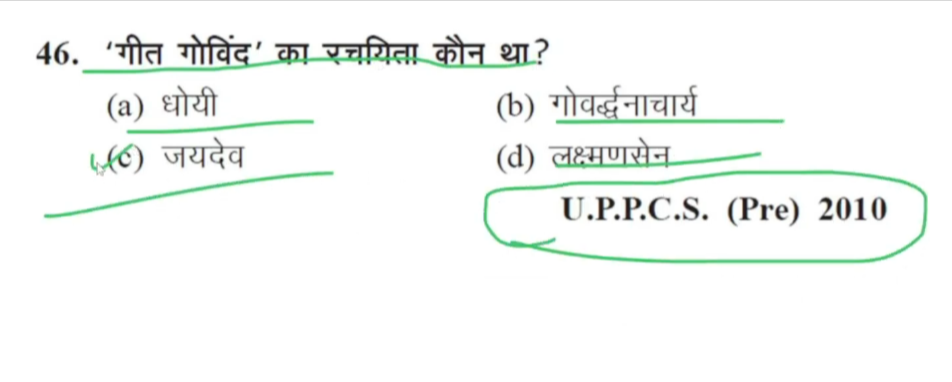 46. ‘गीत गोविंद’ का रचयिता कौन था?
(a) धोयी (b) गोवर्द्धनाचार्य
(c) जयदेव (d) लक्ष्मणसेन
U.P.P.C.S. (Pre) 2010